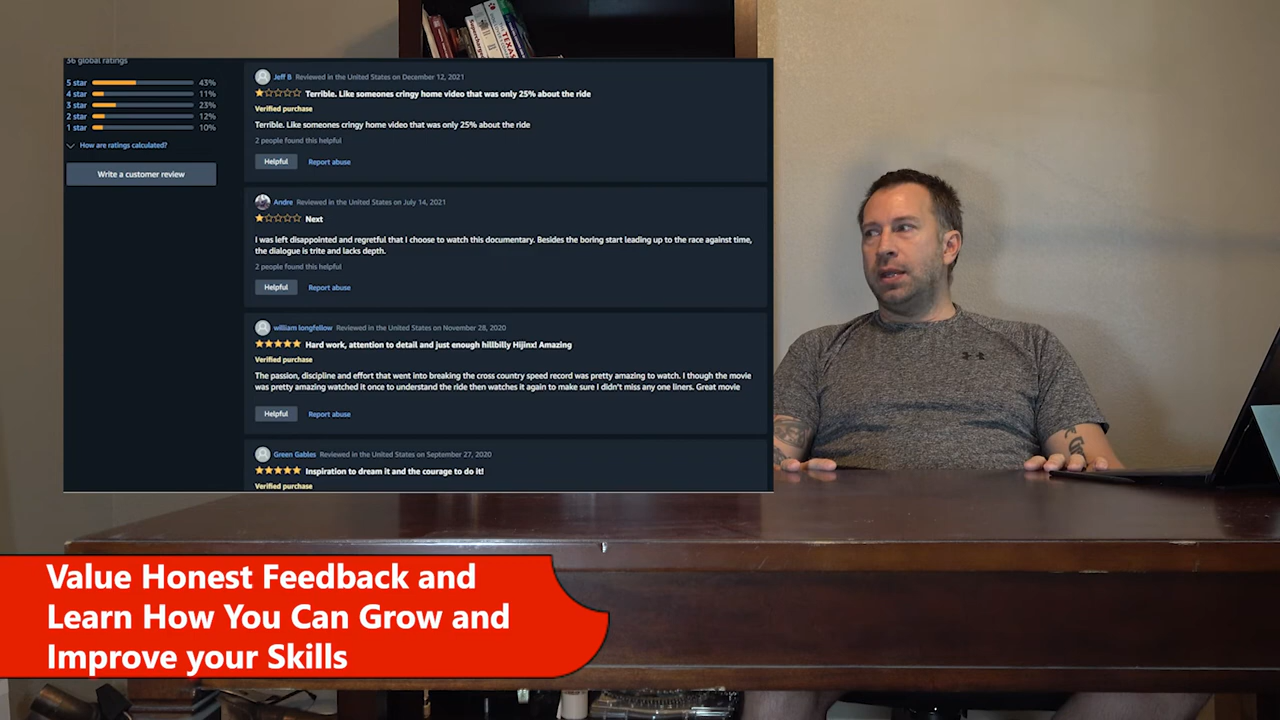 TEXAS
36 global ratings
5 star 43%
4 star 11%
3 star 23%
2 star 12%
1 star 10%
How are ratings calculated?
Write a customer review
Jeff B Reviewed in the United States on December 12, 2021
Terrible. Like someones cringy home video that was only 25% about the ride
Verified purchase
Terrible. Like someones cringy home video that was only 25% about the ride
2 people found this helpful
Helpful Report abuse
Andre Reviewed in the United States on July 14, 2021
Next
I was left disappointed and regretful that I choose to watch this documentary. Besides the boring start leading up to the race against time,
the dialogue is trite and lacks depth.
2 people found this helpful
Helpful Report abuse
william longfellow Reviewed in the United States on November 28, 2020
Hard work, attention to detail and just enough hillbilly Hijinx! Amazing
Verified purchase
The passion, discipline and effort that went into breaking the cross country speed record was pretty amazing to watch. I though the movie
was pretty amazing watched it once to understand the ride then watches it again to make sure I didn't miss any one liners. Great movie
Helpful Report abuse
Green Gables Reviewed in the United States on September 27, 2020
Inspiration to dream it and the courage to do it!
Verified purchase
Value Honest Feedback and
Learn How You Can Grow and
Improve your Skills